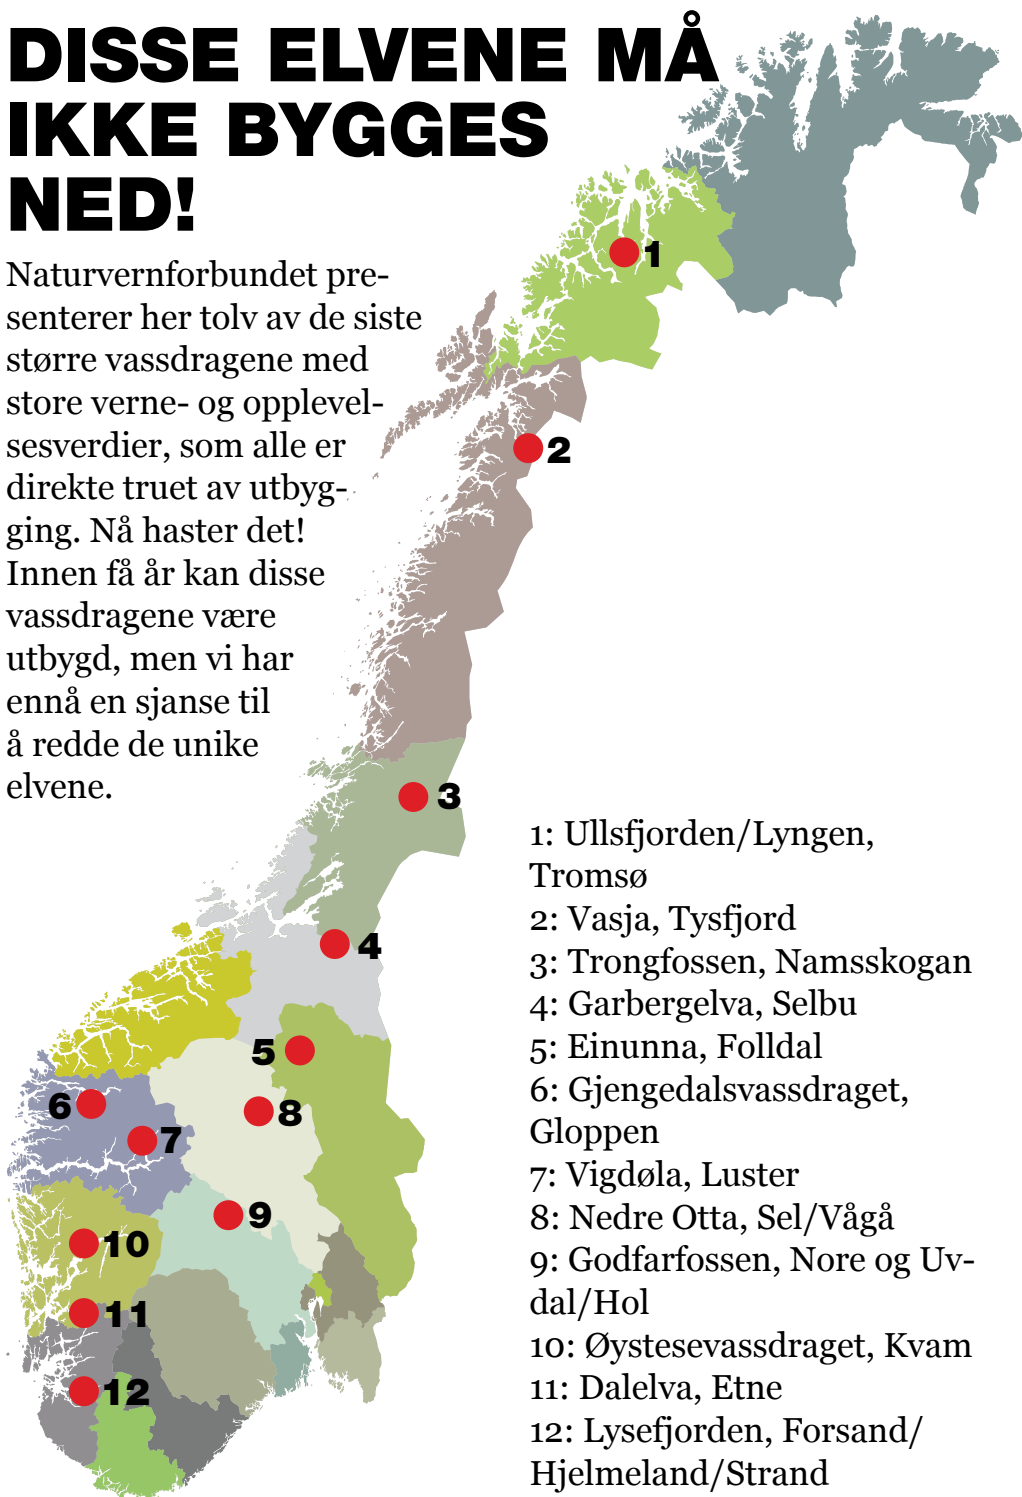 DISSE ELVENE MÅ
IKKE BYGGES
NED!
Naturvernforbundet pre-
senterer her tolv av de siste
større vassdragene med
store verne- og opplevel-
sesverdier, som alle er
direkte truet av utbyg-
ging. Nå haster det!
Innen få år kan disse
vassdragene være
utbygd, men vi har
ennå en sjanse til
å redde de unike
elvene.
1
2
3
4
5
6
7
8
9
10
11
12
1: Ullsfjorden/Lyngen,
Tromsø
2: Vasja, Tysfjord
3: Trongfossen, Namsskogan
4: Garbergelva, Selbu
5: Einunna, Folldal
6: Gjengedalsvassdraget,
Gloppen
7: Vigdøla, Luster
8: Nedre Otta, Sel/Vågå
9: Godfarfossen, Nore og Uv-
dal/Hol
10: Øystesevassdraget, Kvam
11: Dalelva, Etne
12: Lysefjorden, Forsand/
Hjelmeland/Strand